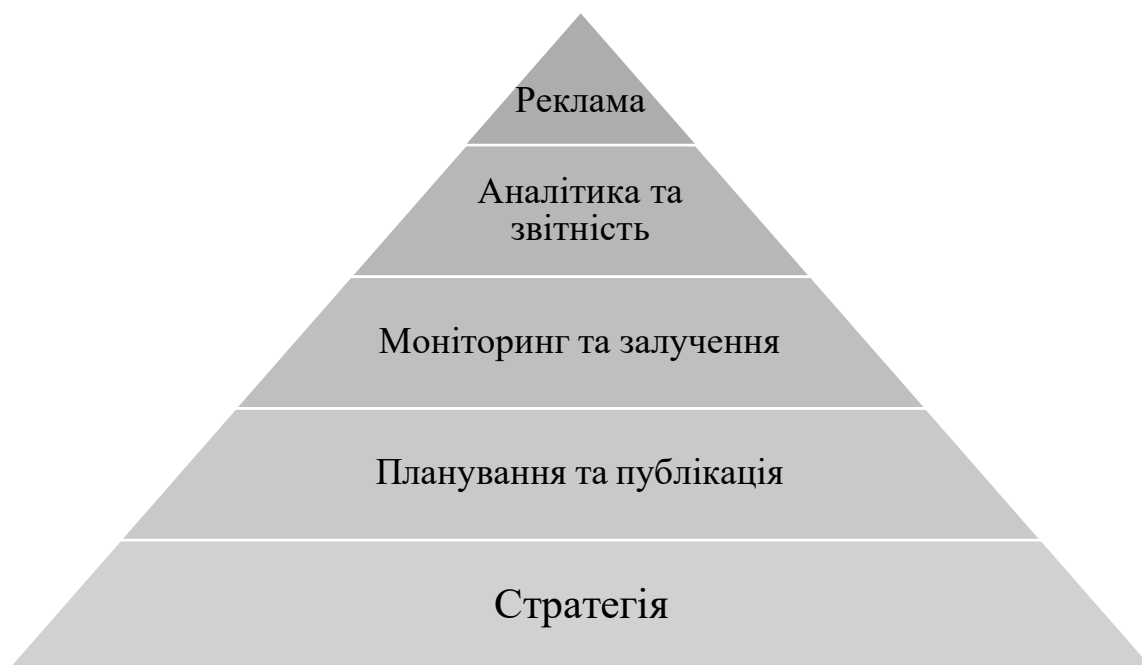 Реклама
Аналітика та
звітність
Моніторинг та залучення
Планування та публікація
Стратегія